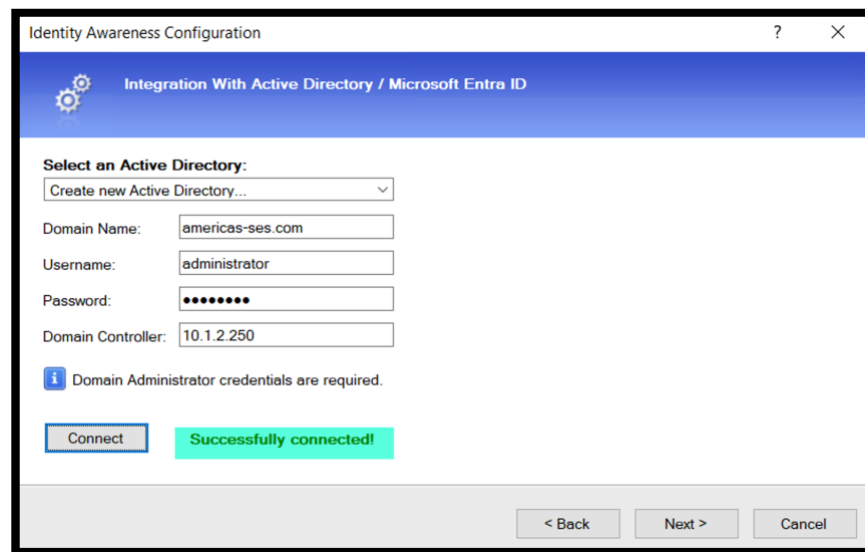 Identity Awareness Configuration
Integration With Active Directory / Microsoft Entra ID
Select an Active Directory:
Create new Active Directory...
Domain Name: americas-ses.com
Username: administrator
Password: ●●●●●●●●
Domain Controller: 10.1.2.250
Domain Administrator credentials are required.
Connect Successfully connected!
< Back Next > Cancel